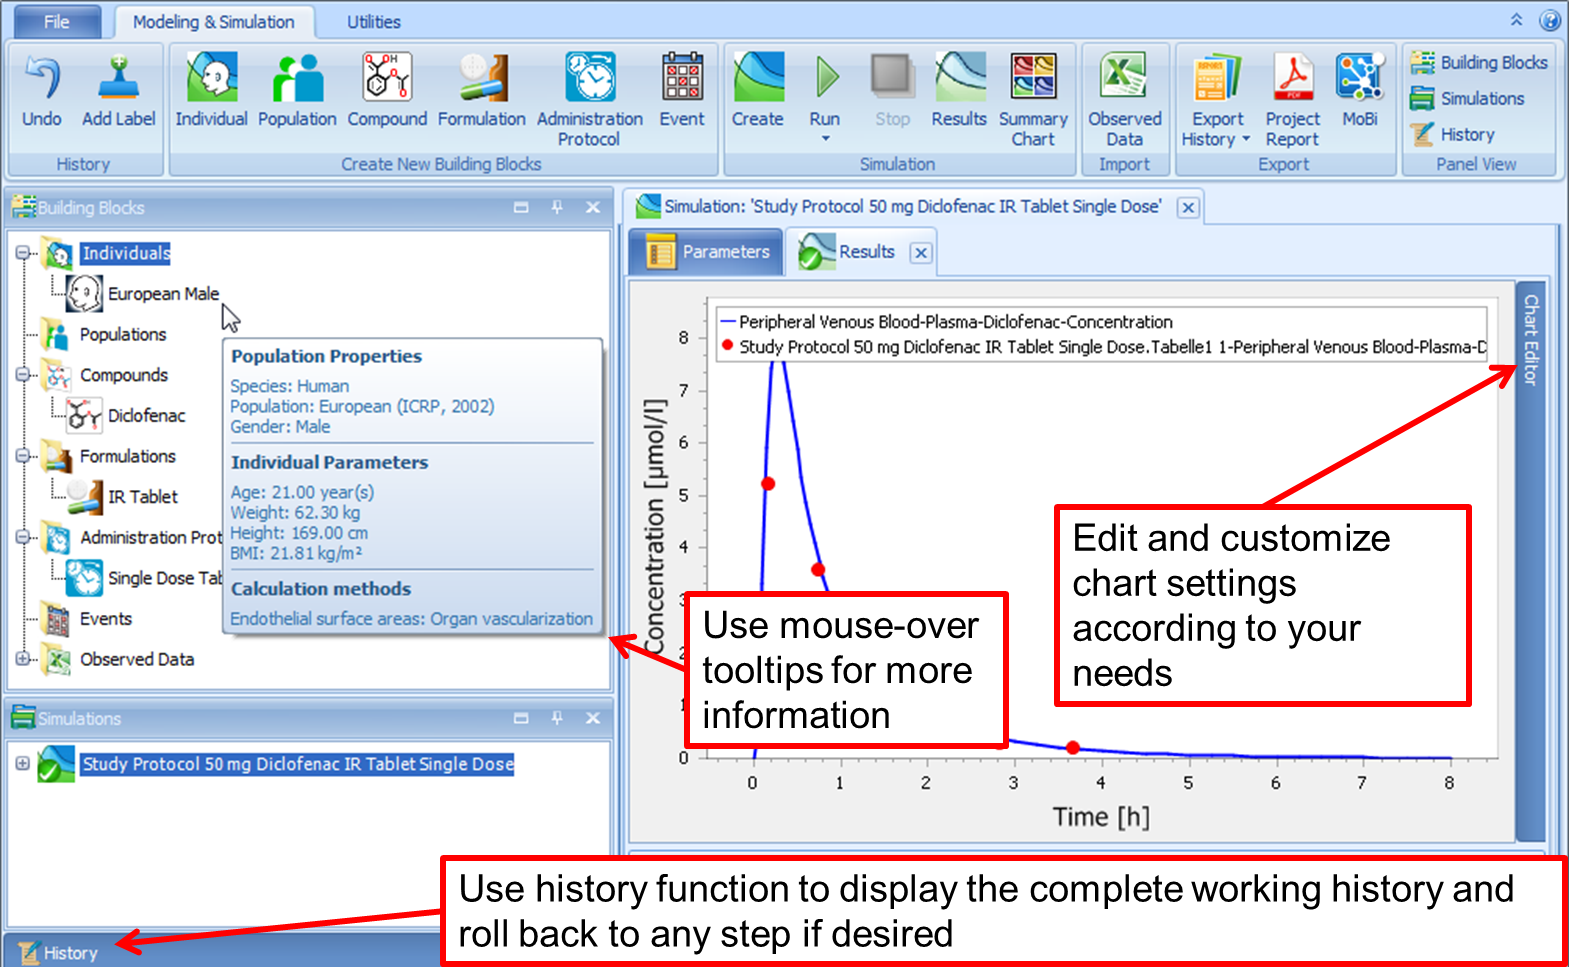 File
Modeling & Simulation
Utilities
Undo
Add Label
Individual
Population
Compound
Formulation
Administration
Protocol
Event
Create
Run
Stop
Results
Summary
Chart
Observed
Data
Export
History
Project
Report
MoBi
Building Blocks
Simulations
History
History
Create New Building Blocks
Simulation
Import
Export
Panel View
Building Blocks
Individuals
European Male
Populations
Compounds
Diclofenac
Formulations
IR Tablet
Administration Prot
Single Dose Tab
Events
Observed Data
Population Properties
Species: Human
Population: European (ICRP, 2002)
Gender: Male
Individual Parameters
Age: 21.00 year(s)
Weight: 62.30 kg
Height: 169.00 cm
BMI: 21.81 kg/m²
Calculation methods
Endothelial surface areas: Organ vascularization
Simulations
Study Protocol 50 mg Diclofenac IR Tablet Single Dose
History
Simulation: 'Study Protocol 50 mg Diclofenac IR Tablet Single Dose'
Parameters
Results
Chart Editor
Peripheral Venous Blood-Plasma-Diclofenac-Concentration
Study Protocol 50 mg Diclofenac IR Tablet Single Dose.Tabelle1 1-Peripheral Venous Blood-Plasma-D
Concentration [µmol/l]
8
7
6
5
4
3
2
1
0
0 1 2 3 4 5 6 7 8
Time [h]
Use mouse-over
tooltips for more
information
Edit and customize
chart settings
according to your
needs
Use history function to display the complete working history and
roll back to any step if desired